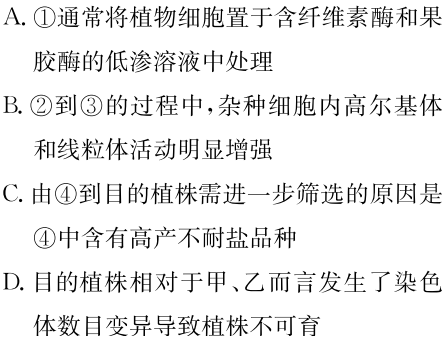 A. ①通常将植物细胞置于含纤维素酶和果
胶酶的低渗溶液中处理
B. ②到③的过程中,杂种细胞内高尔基体
和线粒体活动明显增强
C. 由④到目的植株需进一步筛选的原因是
④中含有高产不耐盐品种
D. 目的植株相对于甲、乙而言发生了染色
体数目变异导致植株不可育